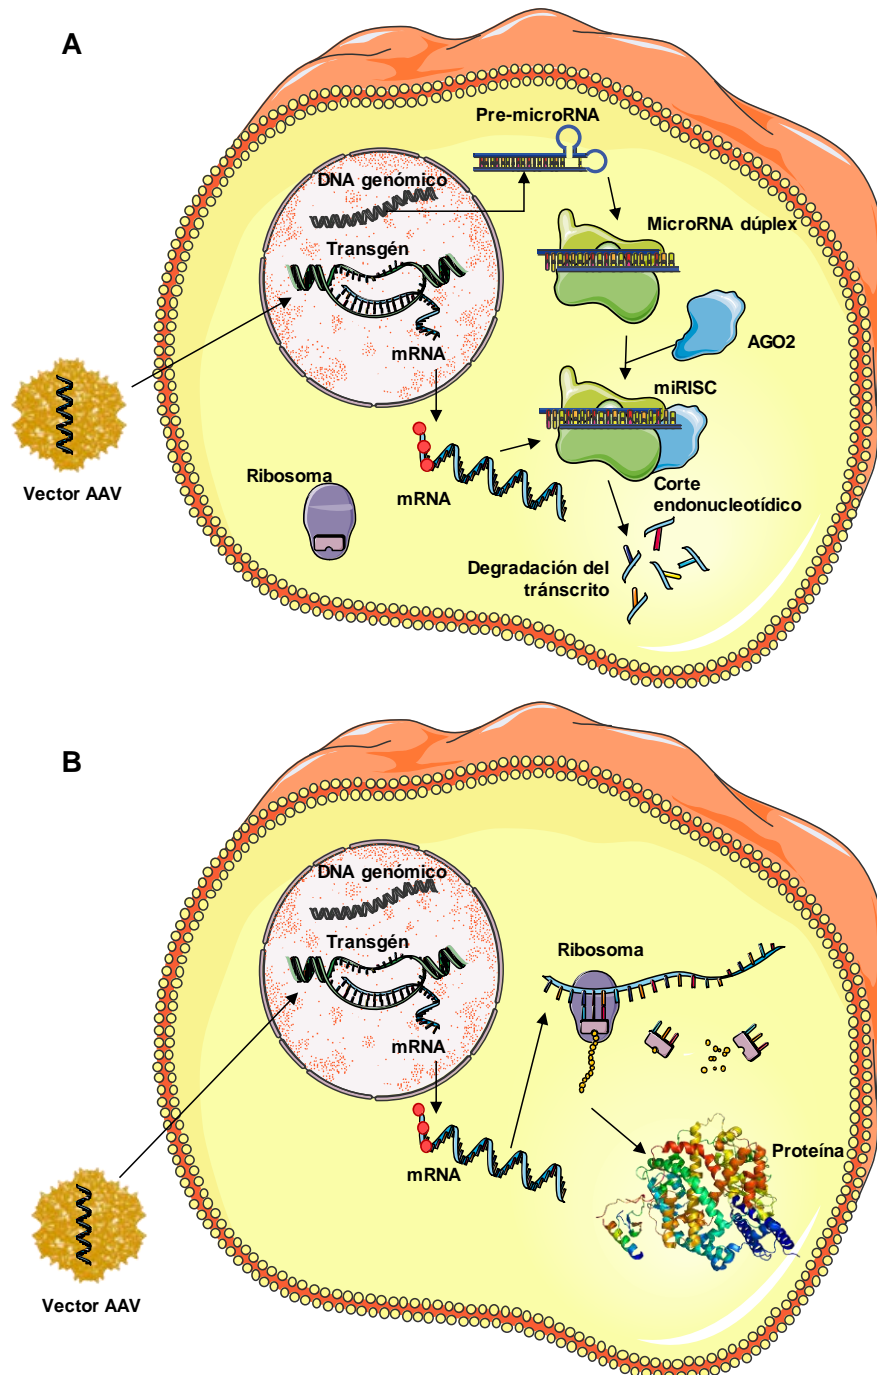 A
Pre-microRNA
DNA genómico
MicroRNA dúplex
Transgén
AGO2
mRNA
miRISC
Ribosoma
mRNA
Corte
endonucleotídico
Vector AAV
Degradación del
tránscrito
B
DNA genómico
Transgén
Ribosoma
mRNA
Proteína
mRNA
Vector AAV